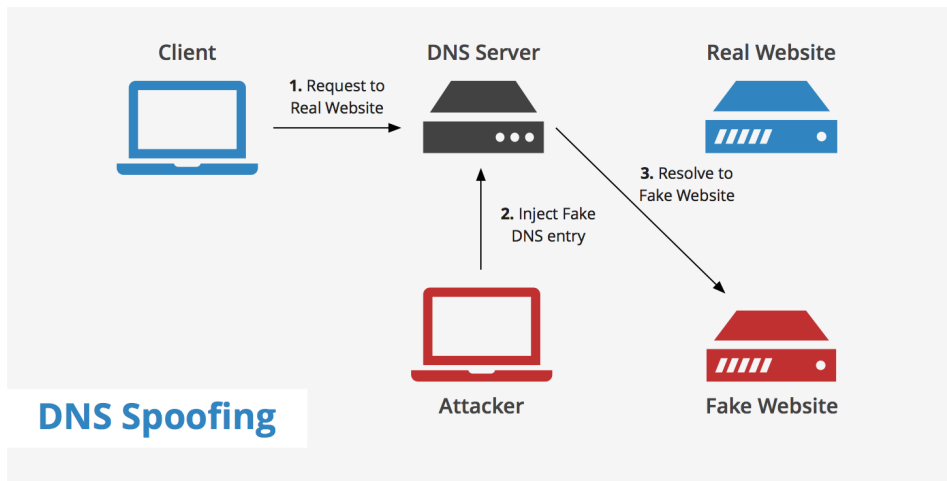 Client
DNS Server
Real Website
1. Request to
Real Website
3. Resolve to
Fake Website
2. Inject Fake
DNS entry
Attacker
Fake Website
DNS Spoofing